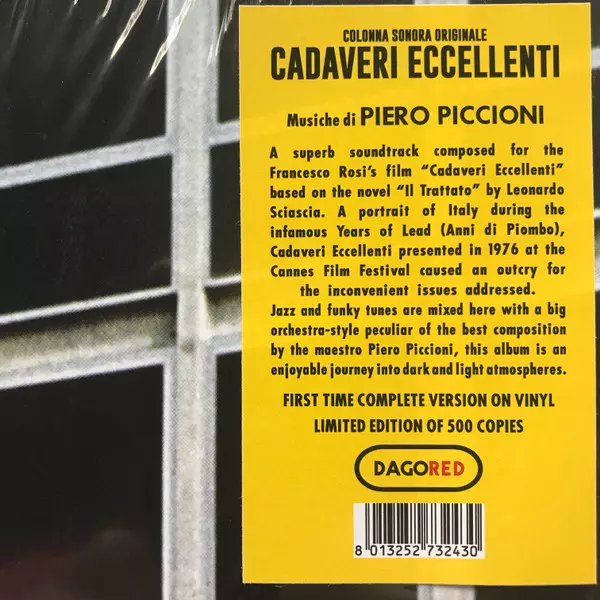 COLONNA SONORA ORIGINALE
CADAVERI ECCELLENTI
Musiche di PIERO PICCIONI
A superb soundtrack composed for the
Francesco Rosi's film "Cadaveri Eccellenti"
based on the novel "Il Trattato" by Leonardo
Sciascia. A portrait of Italy during the
infamous Years of Lead (Anni di Piombo),
Cadaveri Eccellenti presented in 1976 at the
Cannes Film Festival caused an outcry for
the inconvenient issues addressed.
Jazz and funky tunes are mixed here with a big
orchestra-style peculiar of the best composition
by the maestro Piero Piccioni, this album is an
enjoyable journey into dark and light atmospheres.
FIRST TIME COMPLETE VERSION ON VINYL
LIMITED EDITION OF 500 COPIES
DAGORED
8 013252 732430